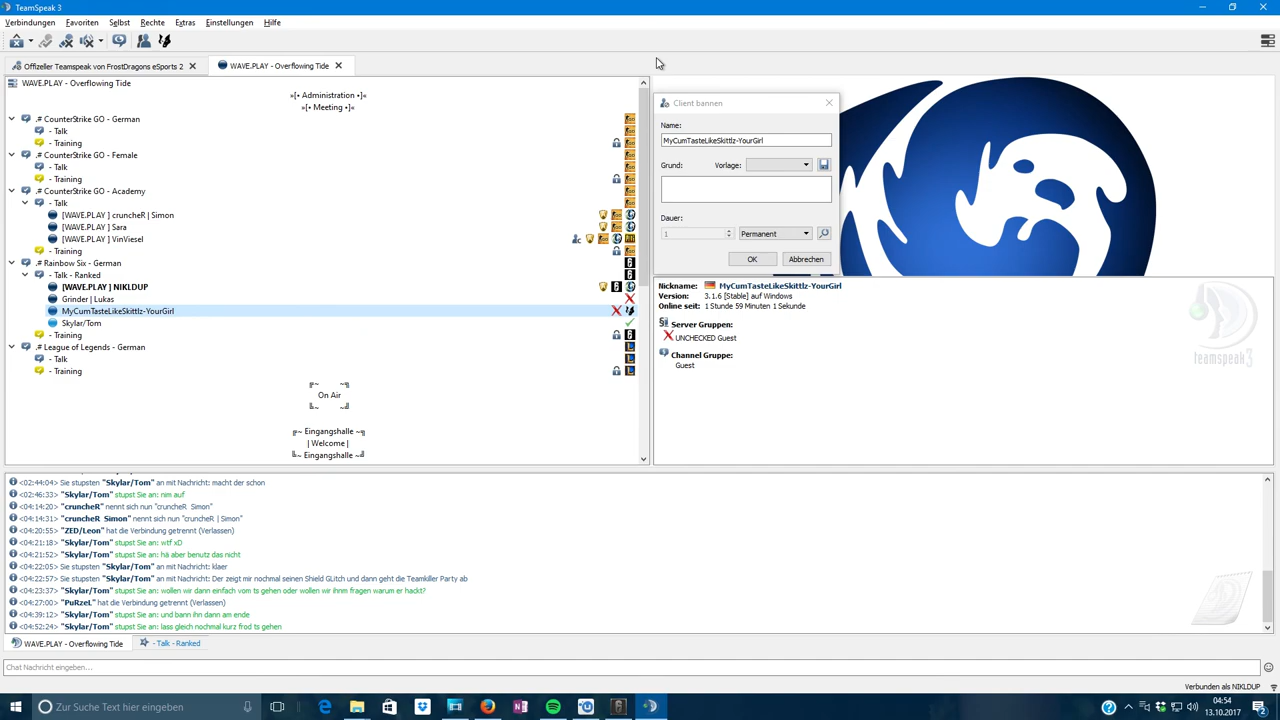 TeamSpeak 3
Verbindungen Favoriten Selbst Rechte Extras Einstellungen Hilfe
Offizeller Teamspeak von FrostDragons eSports 2
WAVE.PLAY - Overflowing Tide
WAVE.PLAY - Overflowing Tide
»[• Administration •]«
»[• Meeting •]«
.# CounterStrike GO - German
- Talk
- Training
.# CounterStrike GO - Female
- Talk
- Training
.# CounterStrike GO - Academy
- Talk
[WAVE.PLAY ] cruncheR | Simon
[WAVE.PLAY ] Sara
[WAVE.PLAY ] VinViesel
- Training
.# Rainbow Six - German
- Talk - Ranked
[WAVE.PLAY ] NIKLDUP
Grinder | Lukas
MyCumTasteLikeSkittlz-YourGirl
Skylar/Tom
- Training
.# League of Legends - German
- Talk
- Training
╔~ ~╗
On Air
╚~ ~╝
╔~ Eingangshalle ~╗
| Welcome |
╚~ Eingangshalle ~╝
Client bannen
Name:
MyCumTasteLikeSkittlz-YourGirl
Grund: Vorlage:
Dauer:
1 Permanent
OK Abbrechen
Nickname: MyCumTasteLikeSkittlz-YourGirl
Version: 3.1.6 [Stable] auf Windows
Online seit: 1 Stunde 59 Minuten 1 Sekunde
Server Gruppen:
UNCHECKED Guest
Channel Gruppe:
Guest
teamspeak3
<02:44:04> Sie stupsten "Skylar/Tom" an mit Nachricht: macht der schon
<02:46:33> "Skylar/Tom" stupst Sie an: nim auf
<04:14:20> "cruncheR" nennt sich nun "cruncheR  Simon"
<04:14:31> "cruncheR  Simon" nennt sich nun "cruncheR | Simon"
<04:20:55> "ZED/Leon" hat die Verbindung getrennt (Verlassen)
<04:21:18> "Skylar/Tom" stupst Sie an: wtf xD
<04:21:52> "Skylar/Tom" stupst Sie an: hä aber benutz das nicht
<04:22:05> Sie stupsten "Skylar/Tom" an mit Nachricht: klaer
<04:22:57> Sie stupsten "Skylar/Tom" an mit Nachricht: Der zeigt mir nochmal seinen Shield GLitch und dann geht die Teamkiller Party ab
<04:23:37> "Skylar/Tom" stupst Sie an: wollen wir dann einfach vom ts gehen oder wollen wir ihnm fragen warum er hackt?
<04:27:00> "PuRzeL" hat die Verbindung getrennt (Verlassen)
<04:39:12> "Skylar/Tom" stupst Sie an: und bann ihn dann am ende
<04:52:24> "Skylar/Tom" stupst Sie an: lass gleich nochmal kurz frod ts gehen
WAVE.PLAY - Overflowing Tide - Talk - Ranked
Chat Nachricht eingeben...
Verbunden als NIKLDUP
Zur Suche Text hier eingeben
04:54
13.10.2017
2